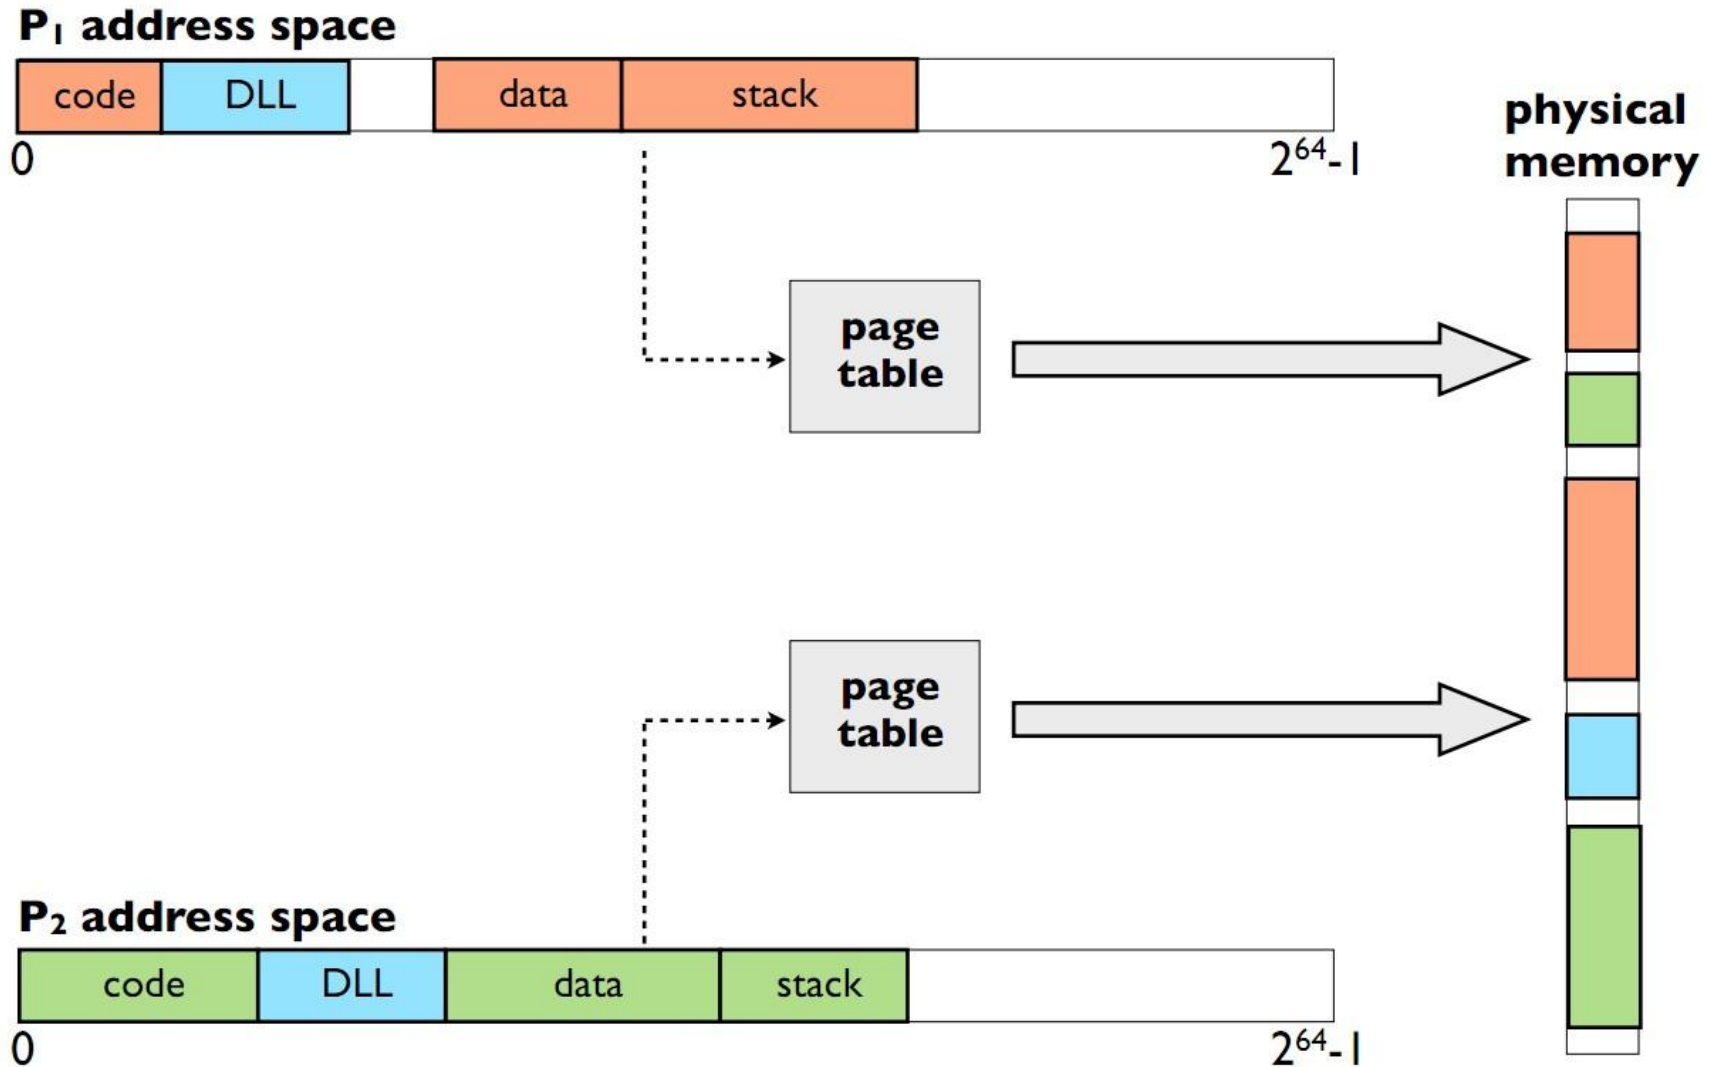 P₁ address space
code DLL data stack
0 2⁶⁴-1
physical
memory
page
table
page
table
P₂ address space
code DLL data stack
0 2⁶⁴-1